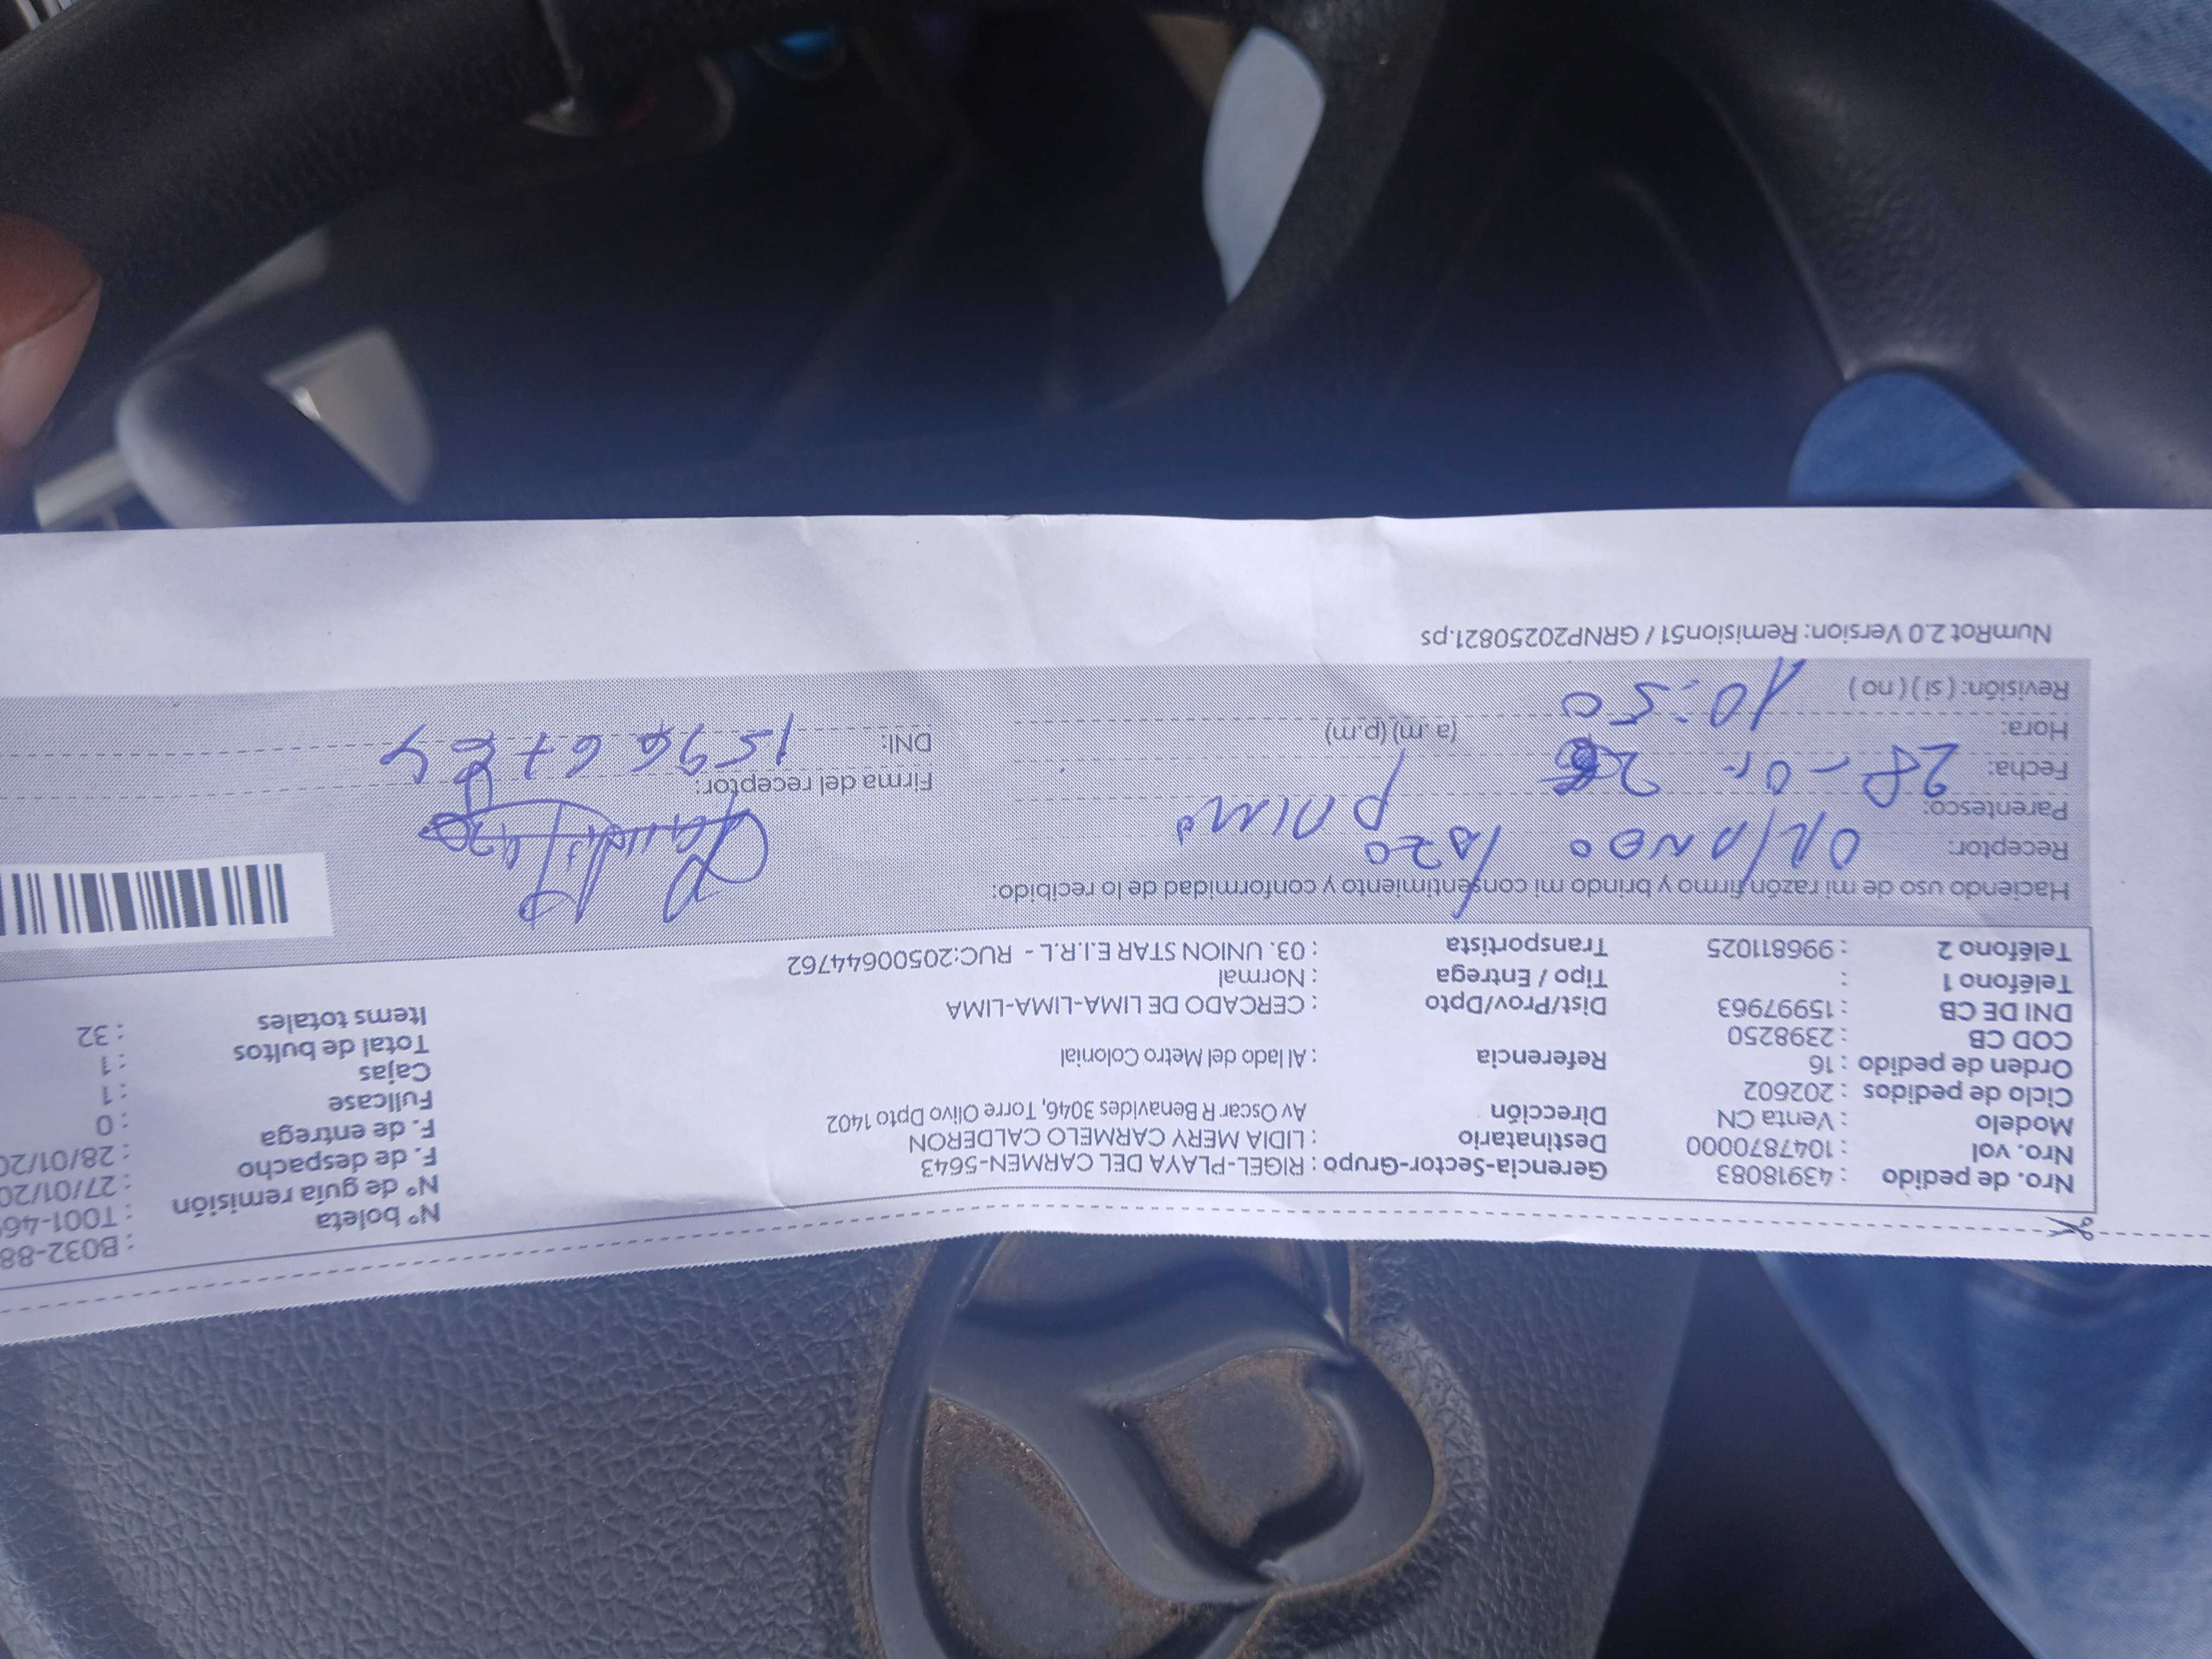 Nro. de pedido : 43918083 Gerencia-Sector-Grupo : RIGEL-PLAYA DEL CARMEN-5643 N° boleta : B032-88
Nro. vol : 1047870000 Destinatario : LIDIA MERY CARMELO CALDERON N° de guía remisión : T001-46
Modelo : Venta CN Dirección Av Oscar R Benavides 3046, Torre Olivo Dpto 1402 F. de despacho : 27/01/20
Ciclo de pedidos : 202602 F. de entrega : 28/01/20
Orden de pedido : 16 Referencia : Al lado del Metro Colonial Fullcase : 0
COD CB : 2398250 Cajas : 1
DNI DE CB : 15997963 Dist/Prov/Dpto : CERCADO DE LIMA-LIMA-LIMA Total de bultos : 1
Teléfono 1 : Tipo / Entrega : Normal Items totales : 32
Teléfono 2 : 996811025 Transportista : 03. UNION STAR E.I.R.L - RUC:20500644762
Haciendo uso de mi razón firmo y brindo mi consentimiento y conformidad de lo recibido:
Receptor: ORLANDO
Parentesco:
Fecha: 28-01-26 Firma del receptor:
Hora: 10:50 (a.m) (p.m) DNI:
Revisión: ( si ) ( no )
NumRot 2.0 Version: Remision51 / GRNP20250821.ps